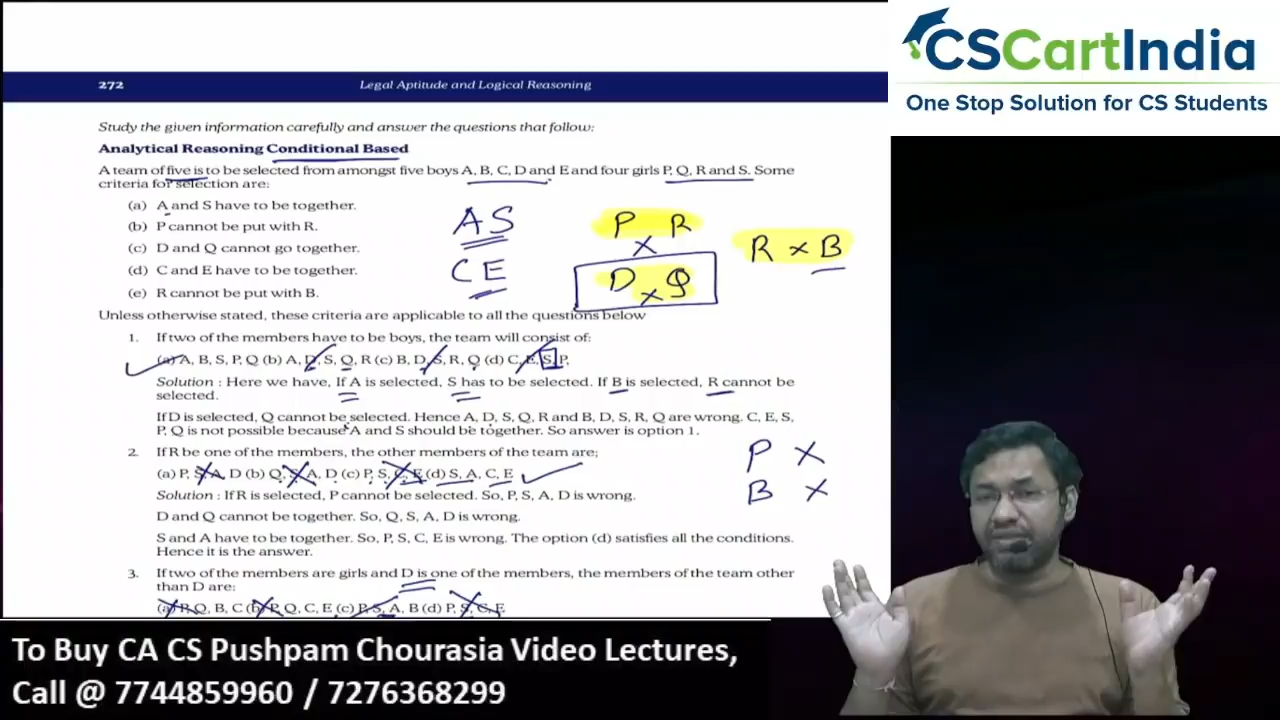 272
Legal Aptitude and Logical Reasoning
CSCartIndia
One Stop Solution for CS Students
Study the given information carefully and answer the questions that follow:
Analytical Reasoning Conditional Based
A team of five is to be selected from amongst five boys A, B, C, D and E and four girls P, Q, R and S. Some
criteria for selection are:
(a) A and S have to be together.
(b) P cannot be put with R.
(c) D and Q cannot go together.
(d) C and E have to be together.
(e) R cannot be put with B.
A S
C E
P R
×
D Q
×
R × B
Unless otherwise stated, these criteria are applicable to all the questions below
1. If two of the members have to be boys, the team will consist of:
(a) A, B, S, P, Q (b) A, D, S, Q, R (c) B, D, S, R, Q (d) C, E, S, P,
Solution : Here we have, If A is selected, S has to be selected. If B is selected, R cannot be
selected.
If D is selected, Q cannot be selected. Hence A, D, S, Q, R and B, D, S, R, Q are wrong. C, E, S,
P, Q is not possible because A and S should be together. So answer is option 1.
2. If R be one of the members, the other members of the team are;
(a) P, S, A, D (b) Q, S, A, D (c) P, S, C, E (d) S, A, C, E
Solution : If R is selected, P cannot be selected. So, P, S, A, D is wrong.
D and Q cannot be together. So, Q, S, A, D is wrong.
S and A have to be together. So, P, S, C, E is wrong. The option (d) satisfies all the conditions.
Hence it is the answer.
P ×
B ×
3. If two of the members are girls and D is one of the members, the members of the team other
than D are:
(a) P, Q, B, C (b) P, Q, C, E (c) P, S, A, B (d) P, S, C, E
To Buy CA CS Pushpam Chourasia Video Lectures,
Call @ 7744859960 / 7276368299